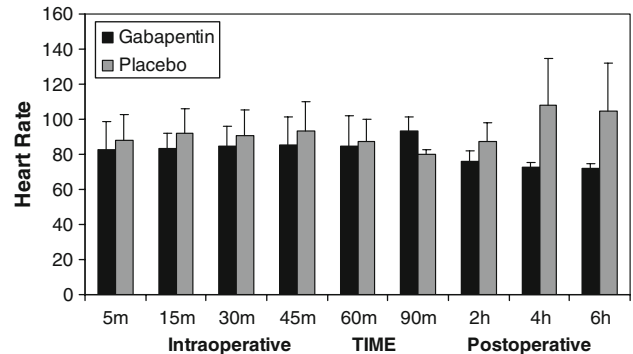 160
140
120
100
80
60
40
20
0
Heart Rate
Gabapentin
Placebo
5m 15m 30m 45m 60m 90m 2h 4h 6h
Intraoperative TIME Postoperative